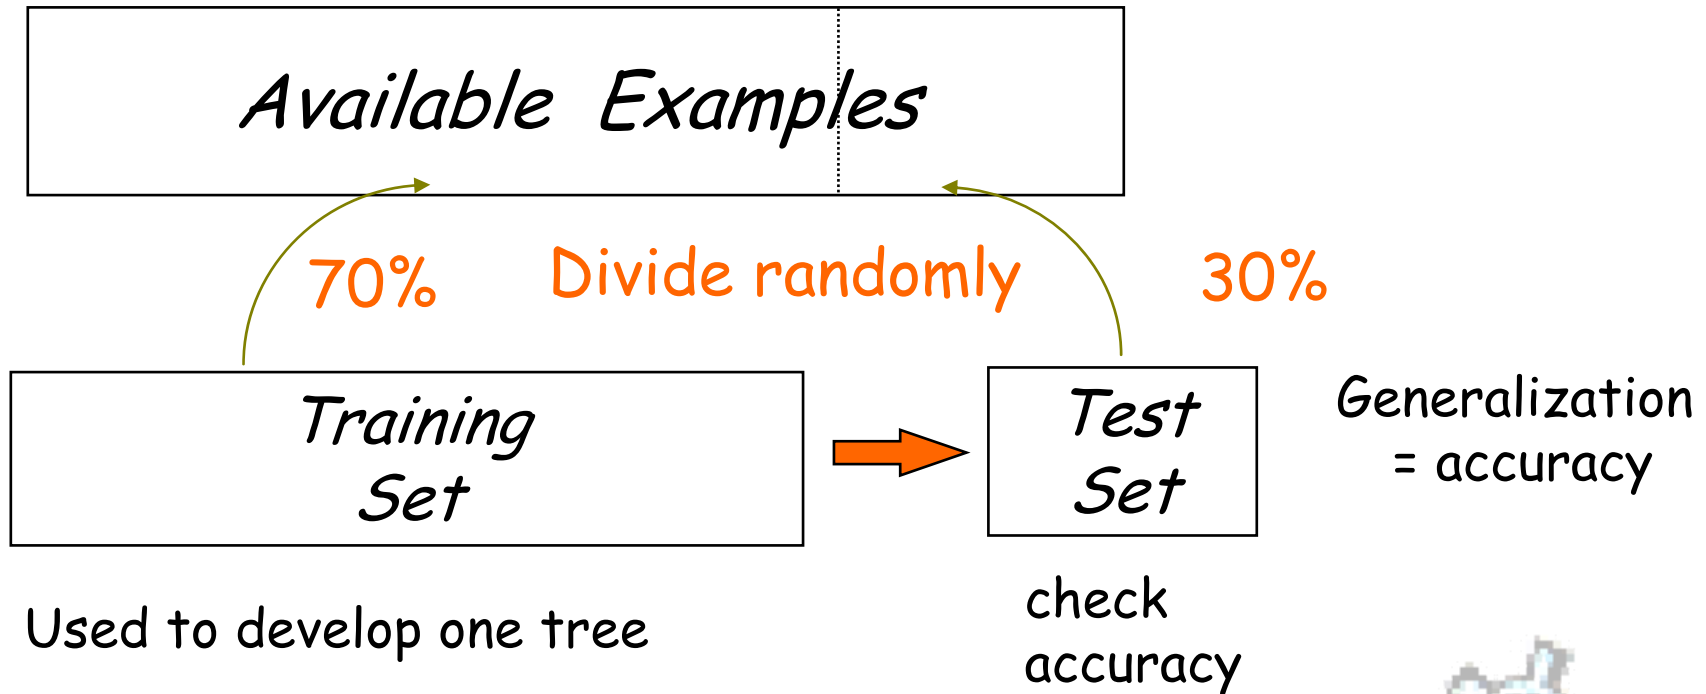 Available Examples
70% Divide randomly 30%
Training
Set
Test
Set
Generalization
= accuracy
Used to develop one tree
check
accuracy